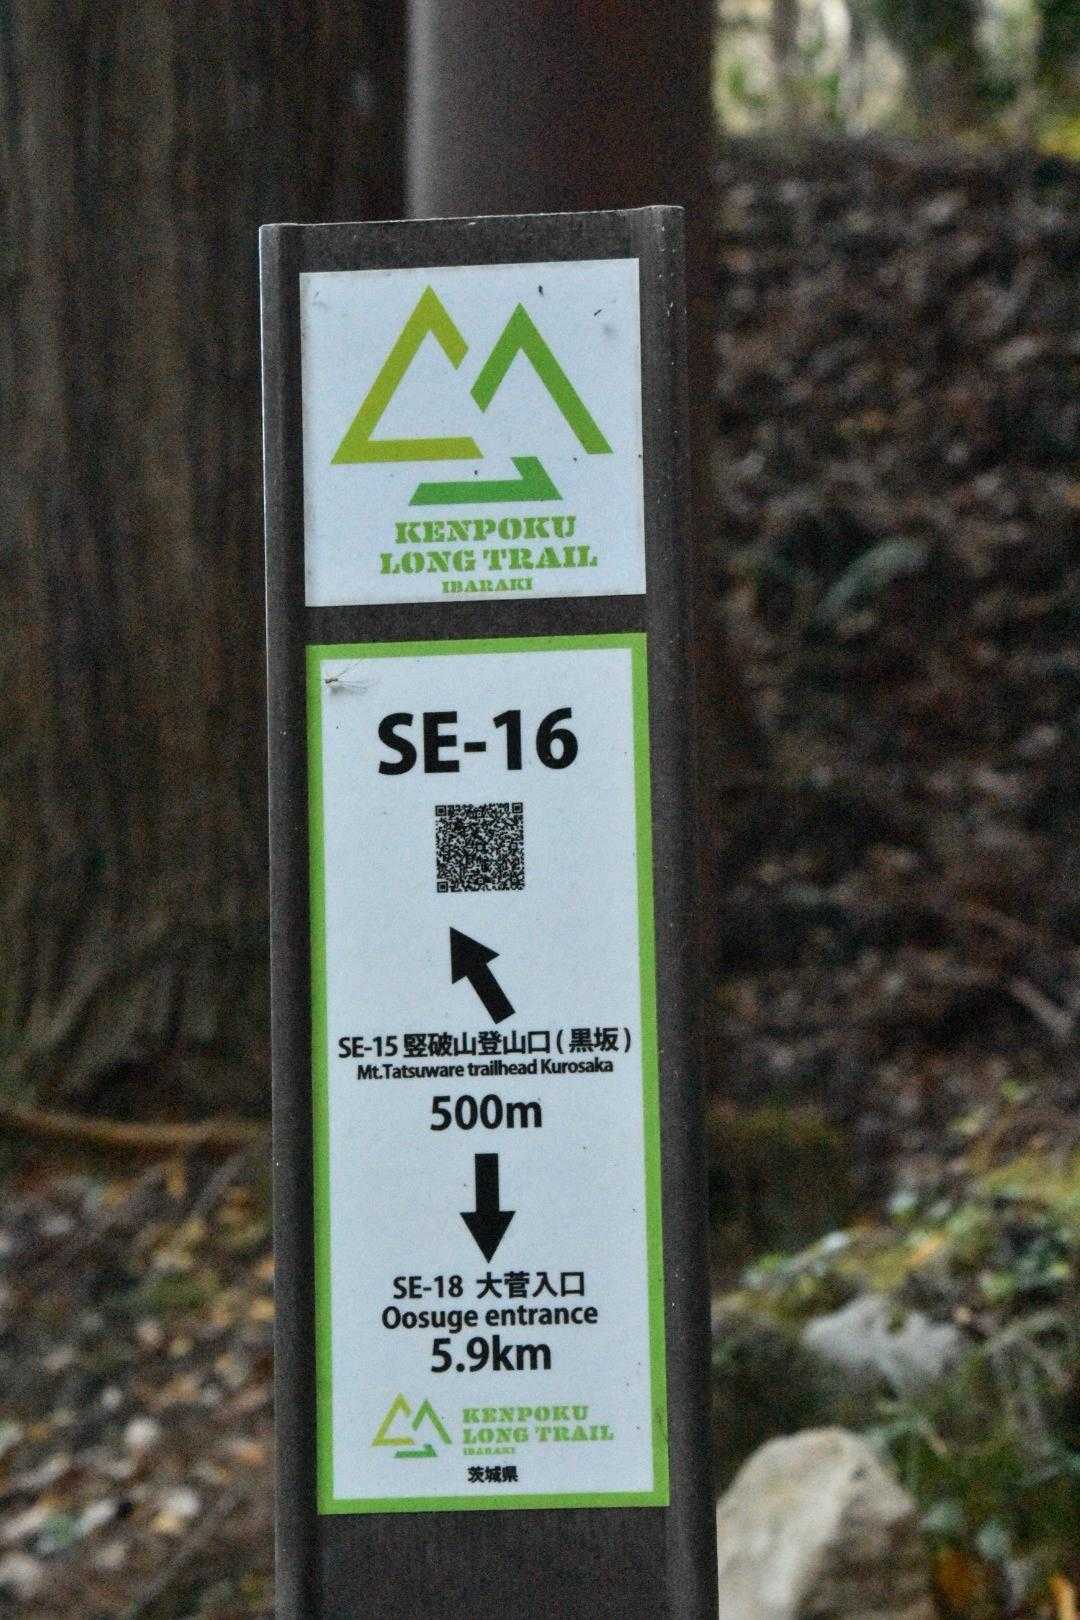 KENPOKU
LONG TRAIL
IBARAKI
SE-16
SE-15 竪破山登山口 ( 黒坂 )
Mt.Tatsuware trailhead Kurosaka
500m
SE-18 大菅入口
Oosuge entrance
5.9km
KENPOKU
LONG TRAIL
IBARAKI
茨城県